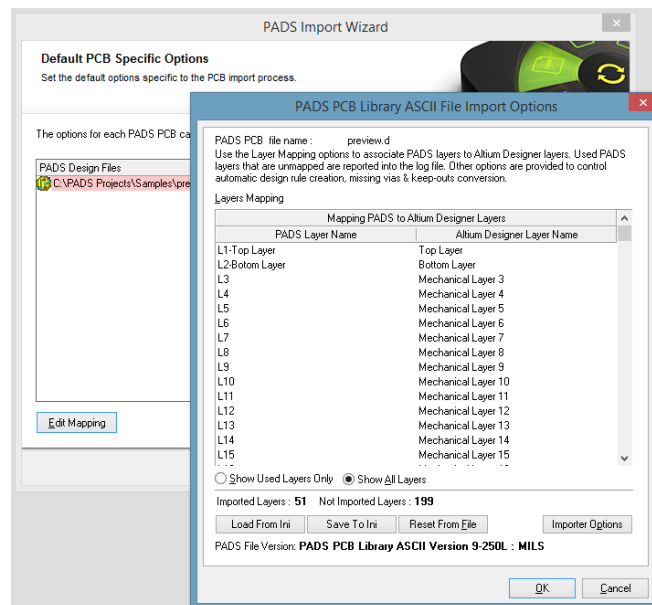 PADS Import Wizard
Default PCB Specific Options
Set the default options specific to the PCB import process.
The options for each PADS PCB ca
PADS Design Files
C:\PADS Projects\Samples\pre
Edit Mapping
PADS PCB Library ASCII File Import Options
PADS PCB file name : preview.d
Use the Layer Mapping options to associate PADS layers to Altium Designer layers. Used PADS
layers that are unmapped are reported into the log file. Other options are provided to control
automatic design rule creation, missing vias & keep-outs conversion.
Layers Mapping
Mapping PADS to Altium Designer Layers
PADS Layer Name Altium Designer Layer Name
L1-Top Layer Top Layer
L2-Botom Layer Bottom Layer
L3 Mechanical Layer 3
L4 Mechanical Layer 4
L5 Mechanical Layer 5
L6 Mechanical Layer 6
L7 Mechanical Layer 7
L8 Mechanical Layer 8
L9 Mechanical Layer 9
L10 Mechanical Layer 10
L11 Mechanical Layer 11
L12 Mechanical Layer 12
L13 Mechanical Layer 13
L14 Mechanical Layer 14
L15 Mechanical Layer 15
Show Used Layers Only Show All Layers
Imported Layers : 51 Not Imported Layers : 199
Load From Ini Save To Ini Reset From File Importer Options
PADS File Version: PADS PCB Library ASCII Version 9-250L : MILS
OK Cancel